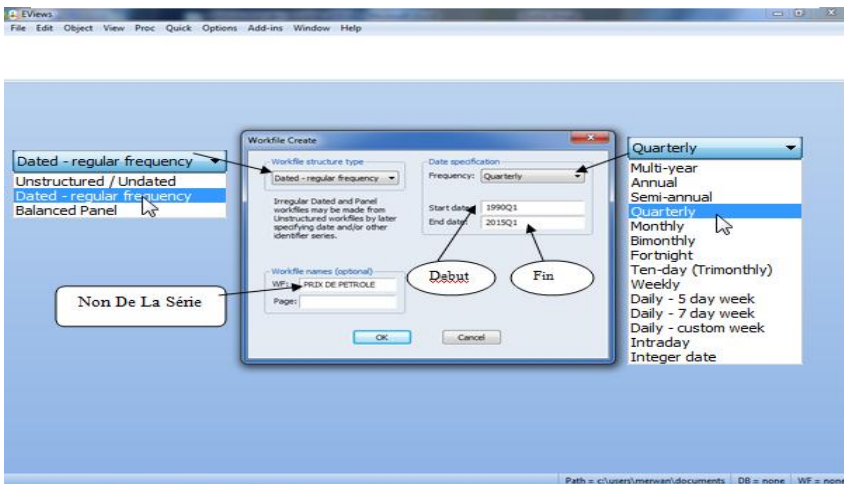 EViews
File Edit Object View Proc Quick Options Add-ins Window Help
Dated - regular frequency
Unstructured / Undated
Dated - regular frequency
Balanced Panel
Workfile Create
Workfile structure type
Dated - regular frequency
Irregular Dated and Panel
workfiles may be made from
Unstructured workfiles by later
specifying date and/or other
identifier series.
Date specification
Frequency: Quarterly
Start date: 1990Q1
End date: 2015Q1
Workfile names (optional)
WF: PRIX DE PETROLE
Page:
OK Cancel
Non De La Série
Debut
Fin
Quarterly
Multi-year
Annual
Semi-annual
Quarterly
Monthly
Bimonthly
Fortnight
Ten-day (Trimonthly)
Weekly
Daily - 5 day week
Daily - 7 day week
Daily - custom week
Intraday
Integer date
Path = c:\users\merwan\documents DB = none WF = none